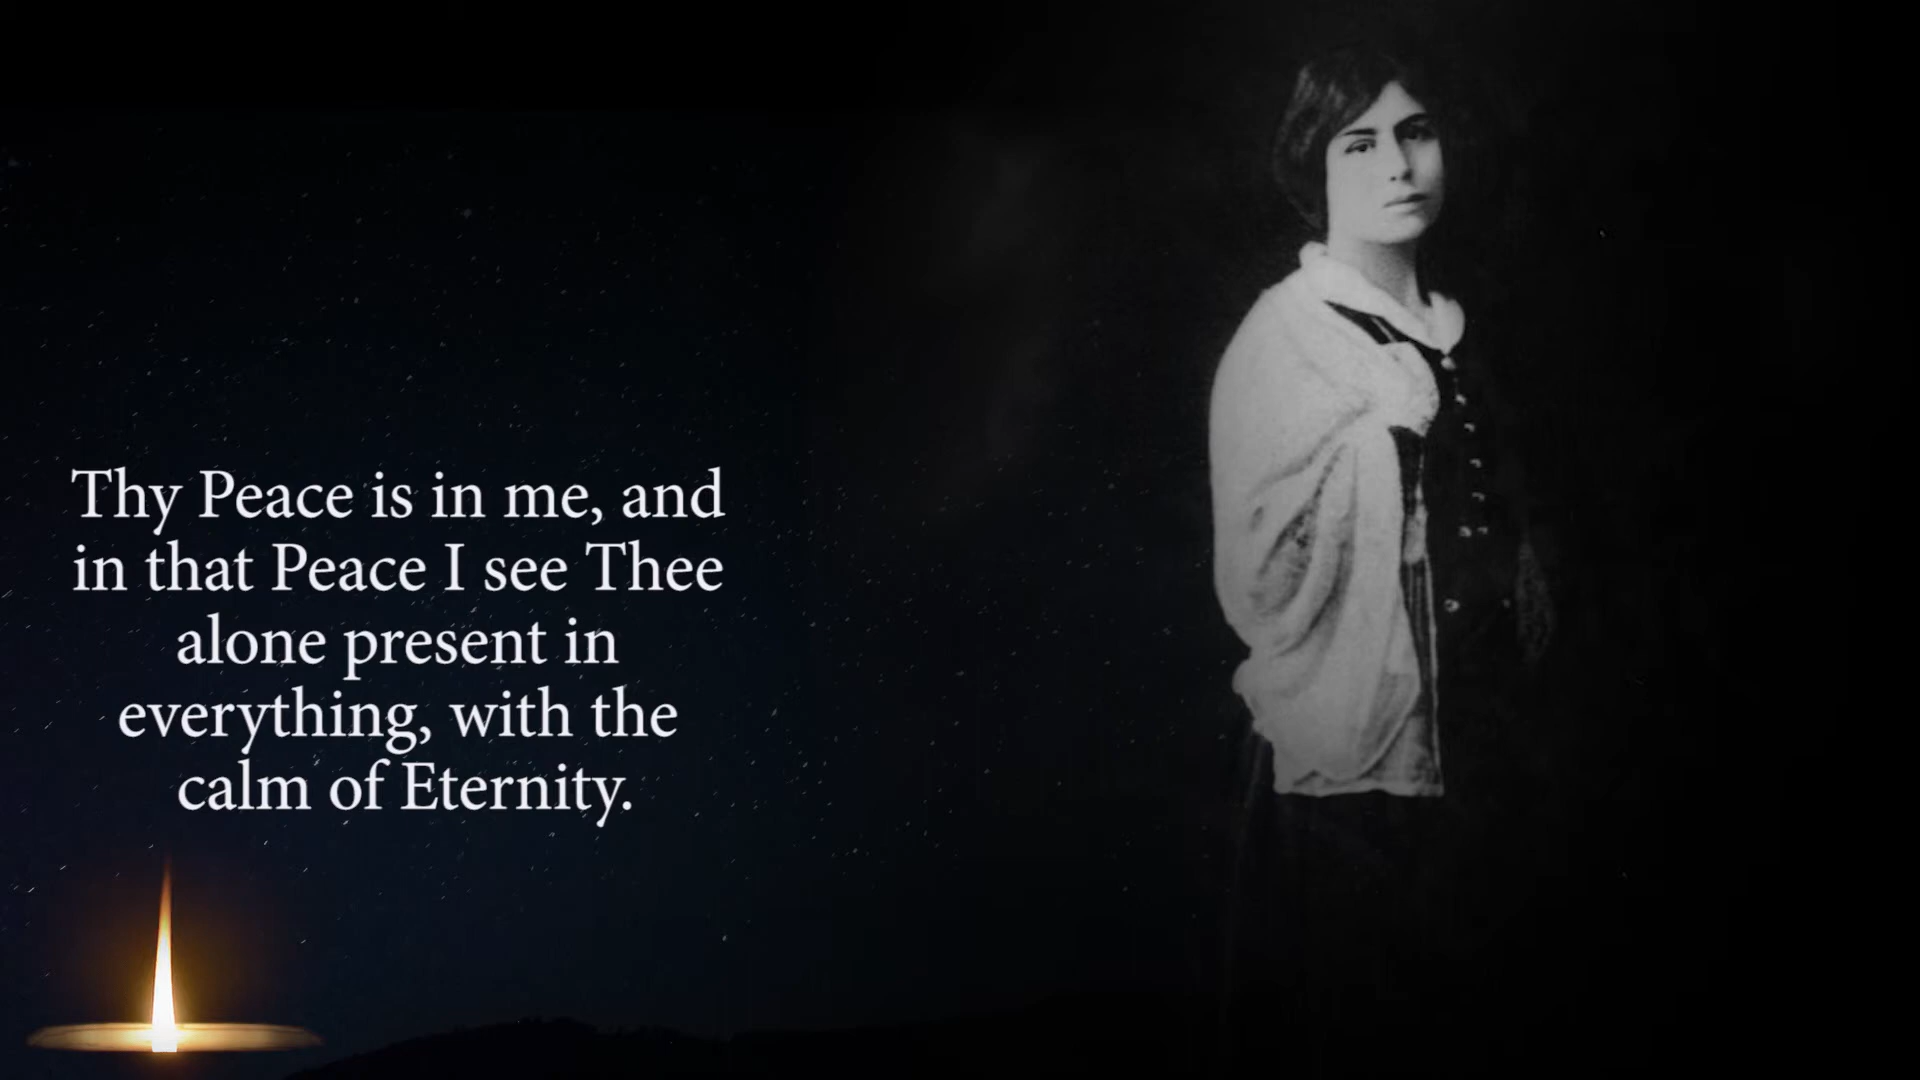 Thy Peace is in me, and
in that Peace I see Thee
alone present in
everything, with the
calm of Eternity.